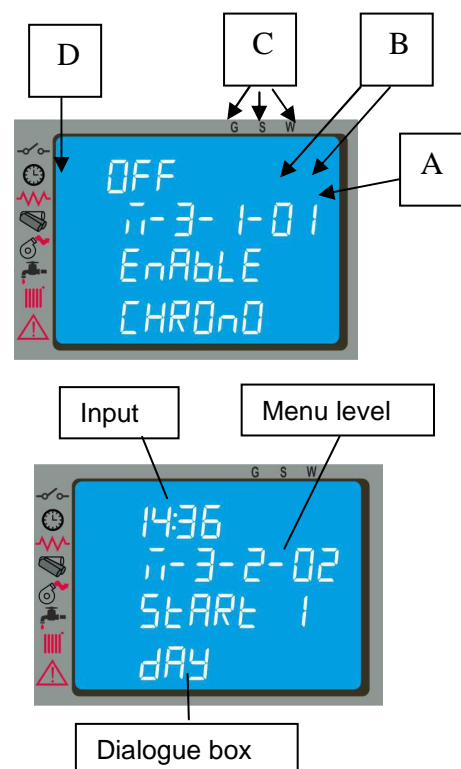 D C B
G S W
A
OFF
n-3-1-01
EnAbLE
CHROnO
Input Menu level
G S W
14:36
n-3-2-02
StARt 1
dAY
Dialogue box